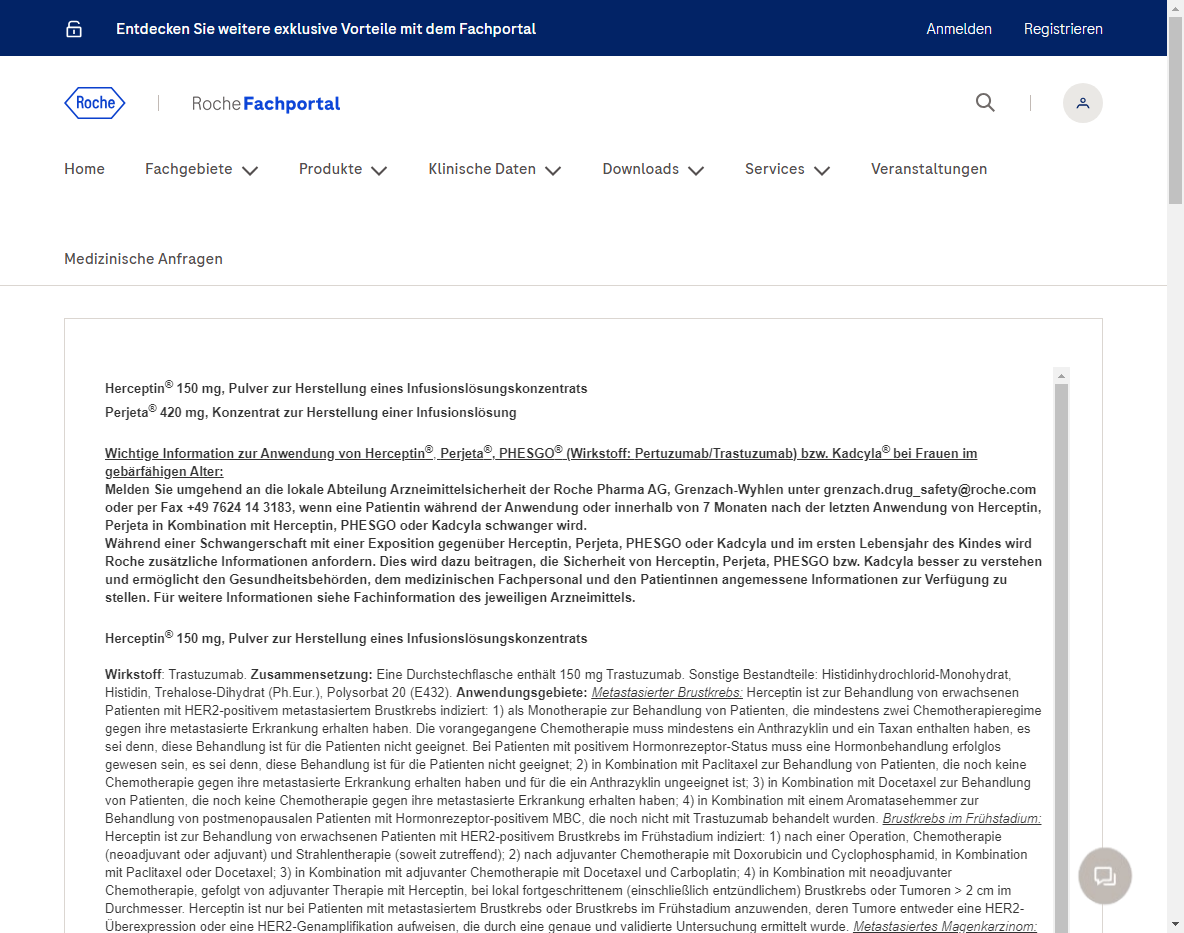 Entdecken Sie weitere exklusive Vorteile mit dem Fachportal
Anmelden
Registrieren
Roche
Roche Fachportal
Home
Fachgebiete
Produkte
Klinische Daten
Downloads
Services
Veranstaltungen
Medizinische Anfragen
Herceptin® 150 mg, Pulver zur Herstellung eines Infusionslösungskonzentrats
Perjeta® 420 mg, Konzentrat zur Herstellung einer Infusionslösung
Wichtige Information zur Anwendung von Herceptin®, Perjeta®, PHESGO® (Wirkstoff: Pertuzumab/Trastuzumab) bzw. Kadcyla® bei Frauen im
gebärfähigen Alter:
Melden Sie umgehend an die lokale Abteilung Arzneimittelsicherheit der Roche Pharma AG, Grenzach-Wyhlen unter grenzach.drug_safety@roche.com
oder per Fax +49 7624 14 3183, wenn eine Patientin während der Anwendung oder innerhalb von 7 Monaten nach der letzten Anwendung von Herceptin,
Perjeta in Kombination mit Herceptin, PHESGO oder Kadcyla schwanger wird.
Während einer Schwangerschaft mit einer Exposition gegenüber Herceptin, Perjeta, PHESGO oder Kadcyla und im ersten Lebensjahr des Kindes wird
Roche zusätzliche Informationen anfordern. Dies wird dazu beitragen, die Sicherheit von Herceptin, Perjeta, PHESGO bzw. Kadcyla besser zu verstehen
und ermöglicht den Gesundheitsbehörden, dem medizinischen Fachpersonal und den Patientinnen angemessene Informationen zur Verfügung zu
stellen. Für weitere Informationen siehe Fachinformation des jeweiligen Arzneimittels.
Herceptin® 150 mg, Pulver zur Herstellung eines Infusionslösungskonzentrats
Wirkstoff: Trastuzumab. Zusammensetzung: Eine Durchstechflasche enthält 150 mg Trastuzumab. Sonstige Bestandteile: Histidinhydrochlorid-Monohydrat,
Histidin, Trehalose-Dihydrat (Ph.Eur.), Polysorbat 20 (E432). Anwendungsgebiete: Metastasierter Brustkrebs: Herceptin ist zur Behandlung von erwachsenen
Patienten mit HER2-positivem metastasiertem Brustkrebs indiziert: 1) als Monotherapie zur Behandlung von Patienten, die mindestens zwei Chemotherapieregime
gegen ihre metastasierte Erkrankung erhalten haben. Die vorangegangene Chemotherapie muss mindestens ein Anthrazyklin und ein Taxan enthalten haben, es
sei denn, diese Behandlung ist für die Patienten nicht geeignet. Bei Patienten mit positivem Hormonrezeptor-Status muss eine Hormonbehandlung erfolglos
gewesen sein, es sei denn, diese Behandlung ist für die Patienten nicht geeignet; 2) in Kombination mit Paclitaxel zur Behandlung von Patienten, die noch keine
Chemotherapie gegen ihre metastasierte Erkrankung erhalten haben und für die ein Anthrazyklin ungeeignet ist; 3) in Kombination mit Docetaxel zur Behandlung
von Patienten, die noch keine Chemotherapie gegen ihre metastasierte Erkrankung erhalten haben; 4) in Kombination mit einem Aromatasehemmer zur
Behandlung von postmenopausalen Patienten mit Hormonrezeptor-positivem MBC, die noch nicht mit Trastuzumab behandelt wurden. Brustkrebs im Frühstadium:
Herceptin ist zur Behandlung von erwachsenen Patienten mit HER2-positivem Brustkrebs im Frühstadium indiziert: 1) nach einer Operation, Chemotherapie
(neoadjuvant oder adjuvant) und Strahlentherapie (soweit zutreffend); 2) nach adjuvanter Chemotherapie mit Doxorubicin und Cyclophosphamid, in Kombination
mit Paclitaxel oder Docetaxel; 3) in Kombination mit adjuvanter Chemotherapie mit Docetaxel und Carboplatin; 4) in Kombination mit neoadjuvanter
Chemotherapie, gefolgt von adjuvanter Therapie mit Herceptin, bei lokal fortgeschrittenem (einschließlich entzündlichem) Brustkrebs oder Tumoren > 2 cm im
Durchmesser. Herceptin ist nur bei Patienten mit metastasiertem Brustkrebs oder Brustkrebs im Frühstadium anzuwenden, deren Tumore entweder eine HER2-
Überexpression oder eine HER2-Genamplifikation aufweisen, die durch eine genaue und validierte Untersuchung ermittelt wurde. Metastasiertes Magenkarzinom: